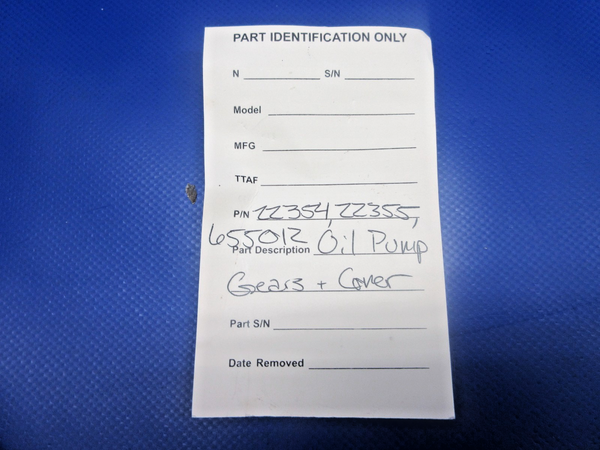 PART IDENTIFICATION ONLY
N S/N
Model
MFG
TTAF
P/N 22354, 22355,
655012
Part Description Oil Pump
Gears + Cover
Part S/N
Date Removed